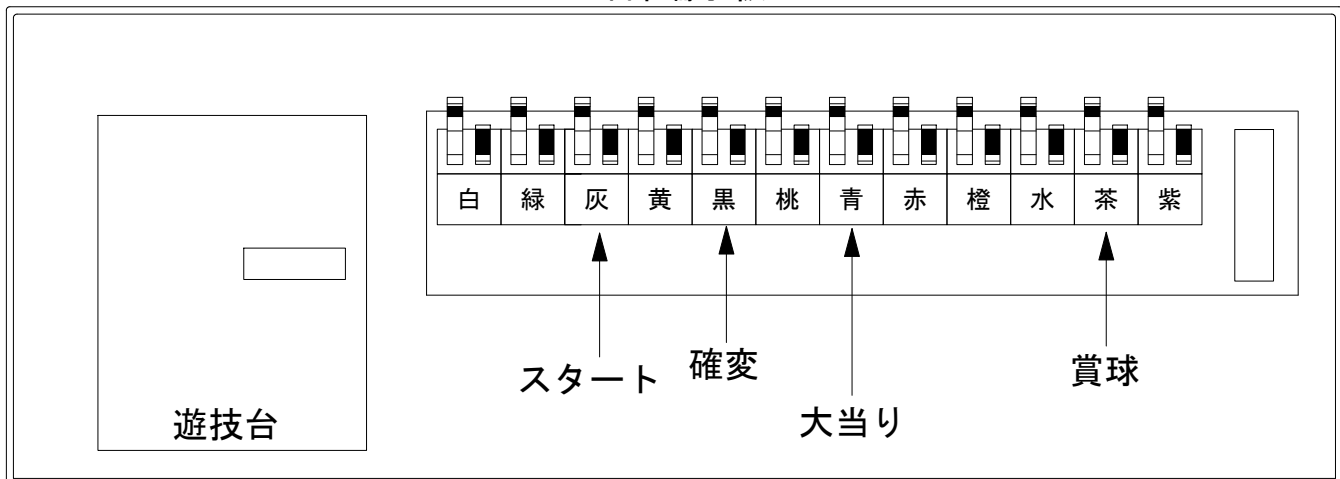 白 緑 灰 黄 黒 桃 青 赤 橙 水 茶 紫
スタート
確変
大当り
賞球
遊技台